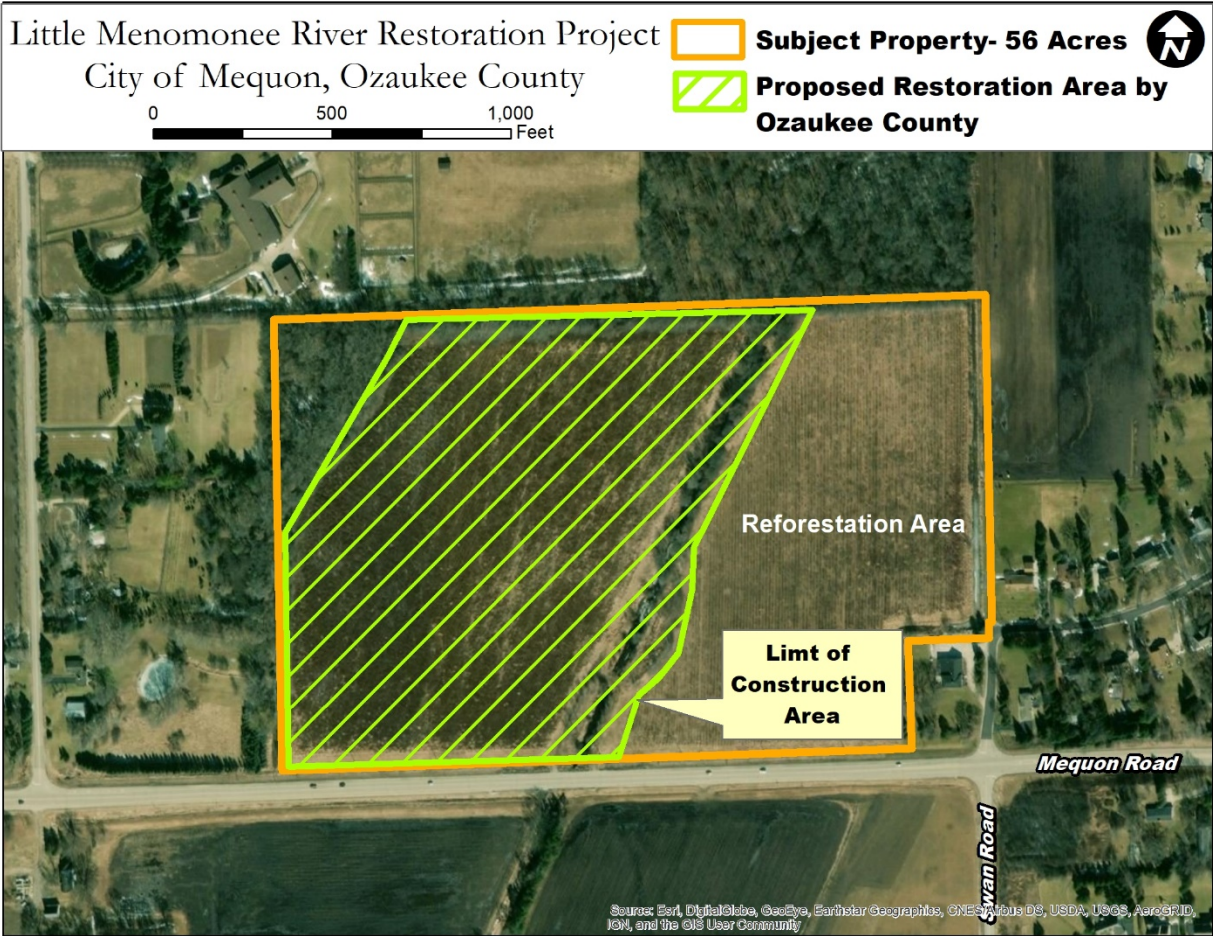 Little Menomonee River Restoration Project
City of Mequon, Ozaukee County
0 500 1,000
Feet
Subject Property- 56 Acres
N
Proposed Restoration Area by
Ozaukee County
Reforestation Area
Limt of
Construction
Area
Mequon Road
Swan Road
Source: Esri, DigitalGlobe, GeoEye, Earthstar Geographics, CNES/Airbus DS, USDA, USGS, AeroGRID,
IGN, and the GIS User Community